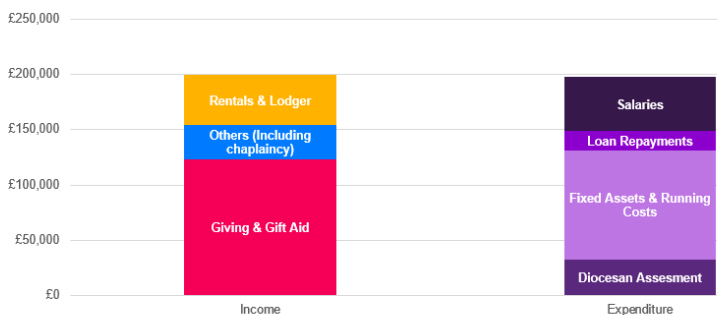 £250,000
£200,000
£150,000
£100,000
£50,000
£0
Rentals & Lodger
Others (Including
chaplaincy)
Giving & Gift Aid
Income
Salaries
Loan Repayments
Fixed Assets & Running
Costs
Diocesan Assesment
Expenditure